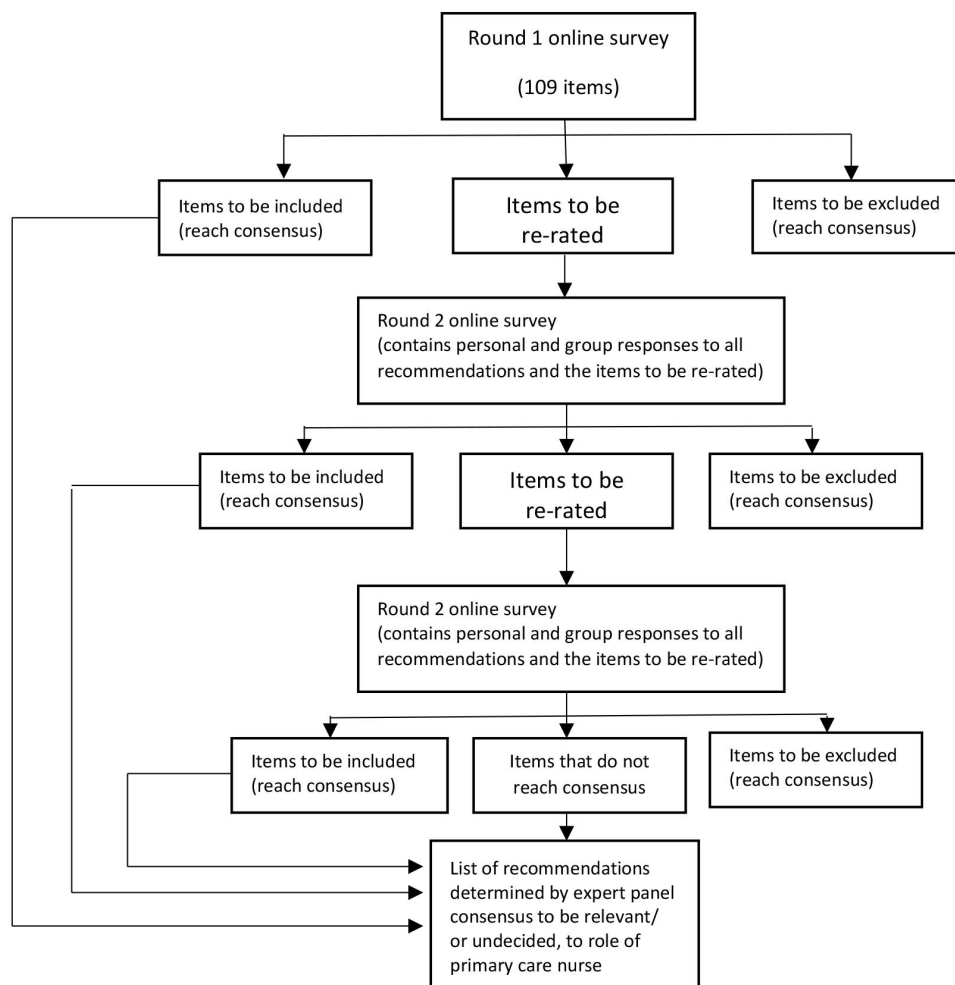 Round 1 online survey
(109 items)
Items to be included
(reach consensus)
Items to be
re-rated
Items to be excluded
(reach consensus)
Round 2 online survey
(contains personal and group responses to all
recommendations and the items to be re-rated)
Items to be included
(reach consensus)
Items to be
re-rated
Items to be excluded
(reach consensus)
Round 2 online survey
(contains personal and group responses to all
recommendations and the items to be re-rated)
Items to be included
(reach consensus)
Items that do not
reach consensus
Items to be excluded
(reach consensus)
List of recommendations
determined by expert panel
consensus to be relevant/
or undecided, to role of
primary care nurse